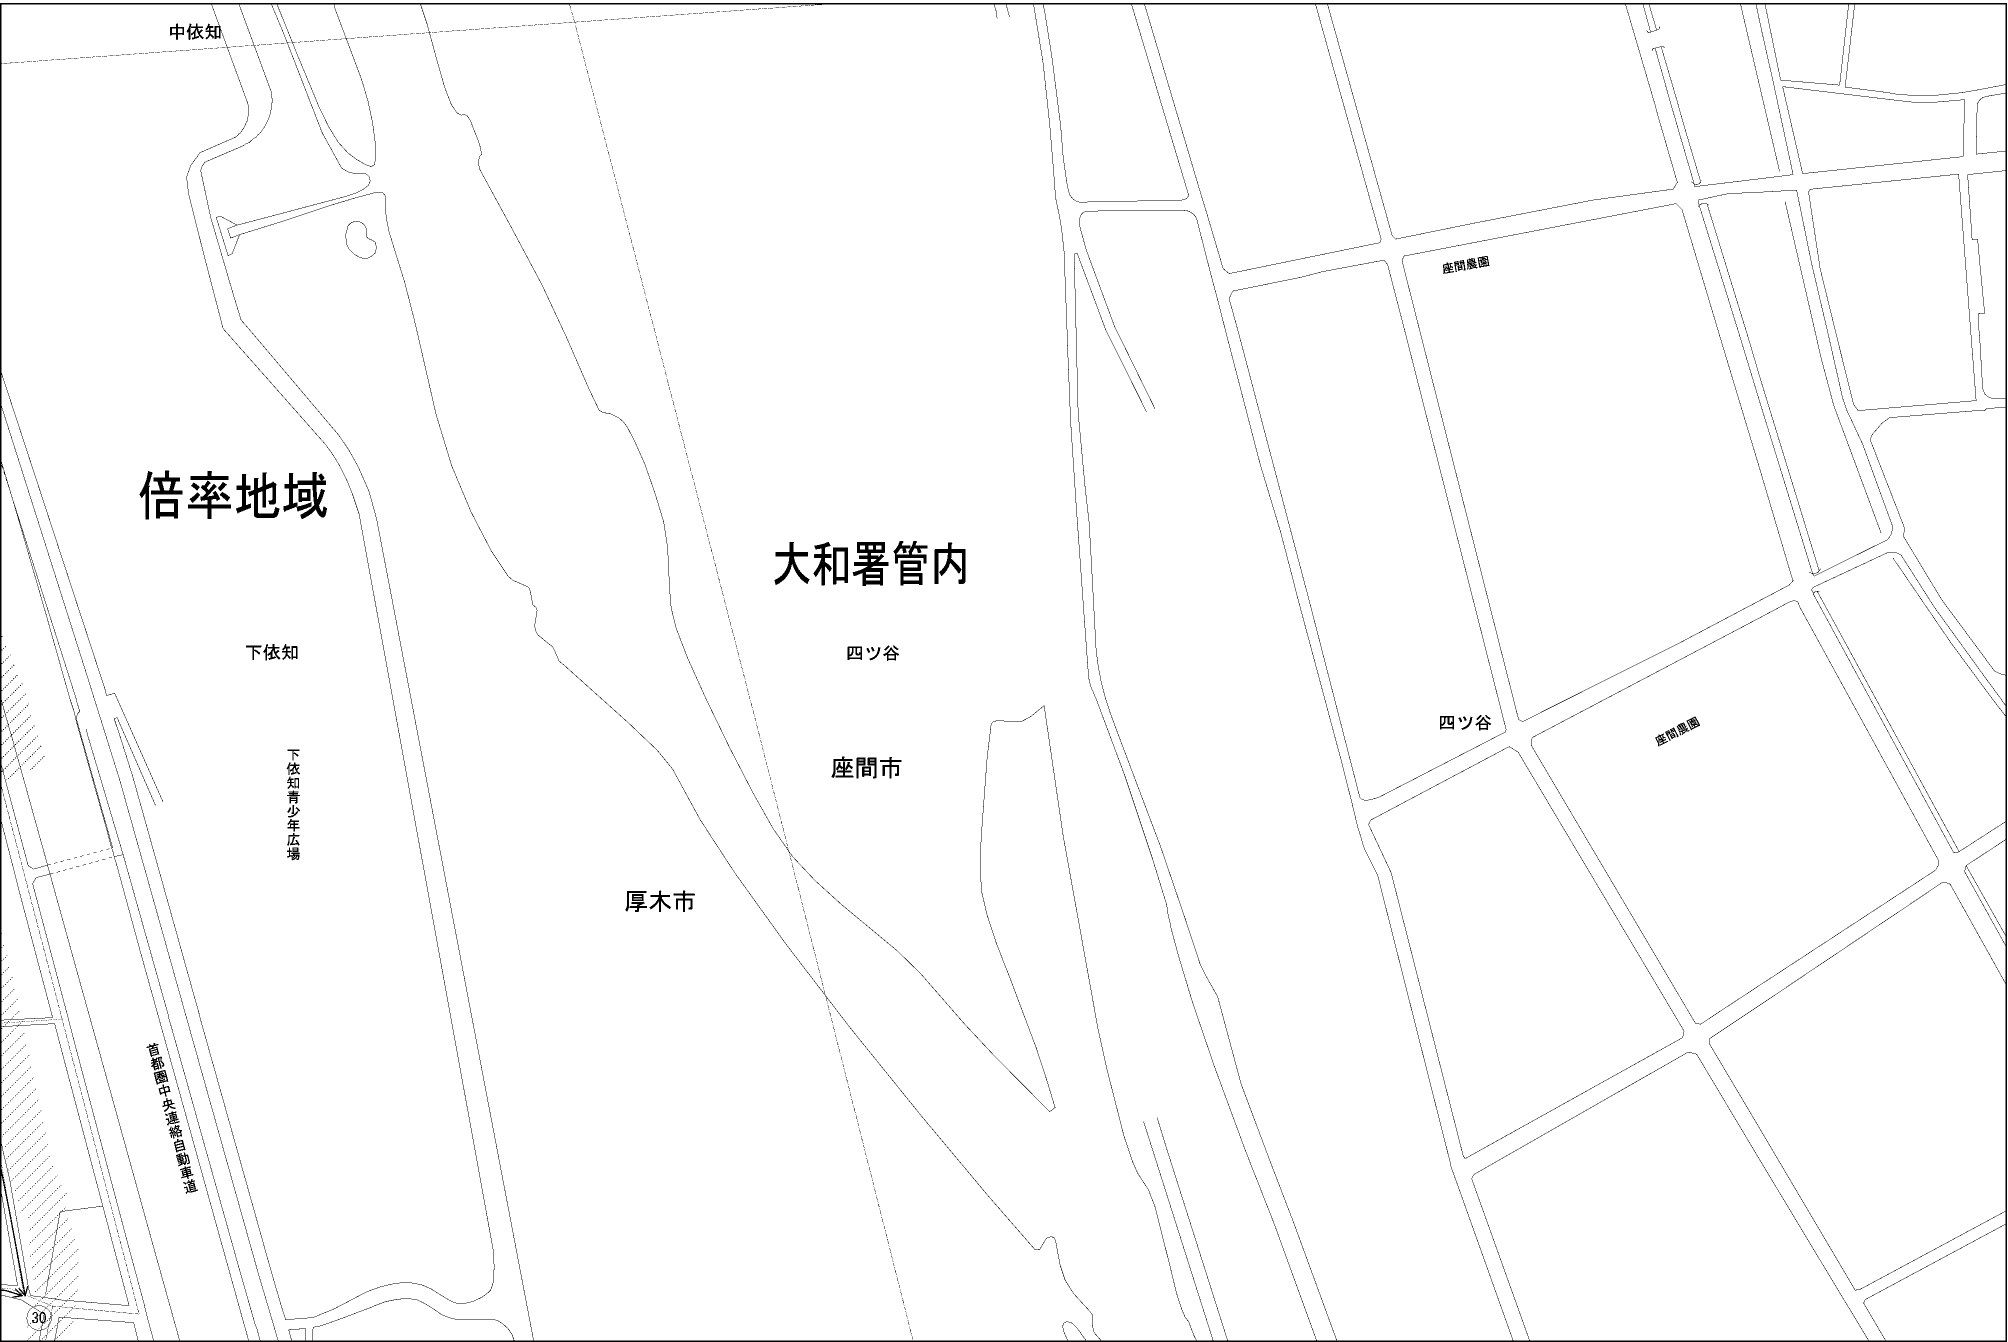 中依知
座間農園
倍率地域
大和署管内
下依知
四ツ谷
四ツ谷
座間農園
下依知青少年広場
座間市
厚木市
首都圏中央連絡自動車道
30